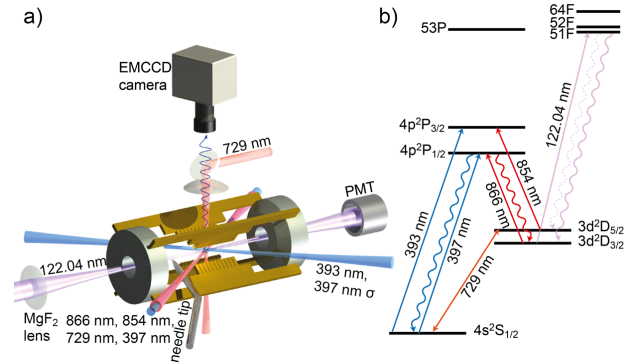 a)
EMCCD
camera
729 nm
PMT
122.04 nm
393 nm,
397 nm σ
MgF₂
lens
866 nm, 854 nm,
729 nm, 397 nm
needle tip
b)
64F
52F
51F
53P
122.04 nm
4p²P₃/₂
4p²P₁/₂
393 nm
397 nm
866 nm
854 nm
729 nm
3d²D₅/₂
3d²D₃/₂
4s²S₁/₂